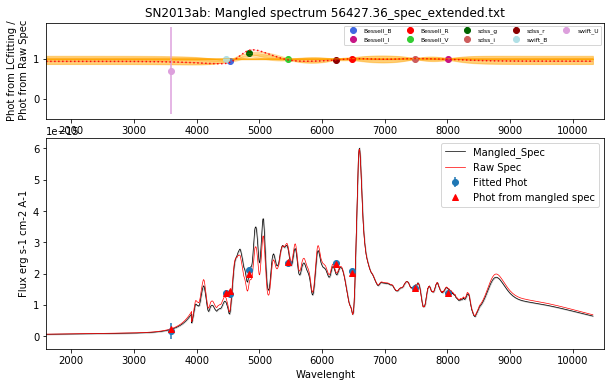 SN2013ab: Mangled spectrum 56427.36_spec_extended.txt
Phot from LCfitting /
Phot from Raw Spec
1
0
Bessell_B
Bessell_I
Bessell_R
Bessell_V
sdss_g
sdss_i
sdss_r
swift_B
swift_U
2000 3000 4000 5000 6000 7000 8000 9000 10000
1e−15
Flux erg s-1 cm-2 A-1
6
5
4
3
2
1
0
Mangled_Spec
Raw Spec
Fitted Phot
Phot from mangled spec
2000 3000 4000 5000 6000 7000 8000 9000 10000
Wavelenght